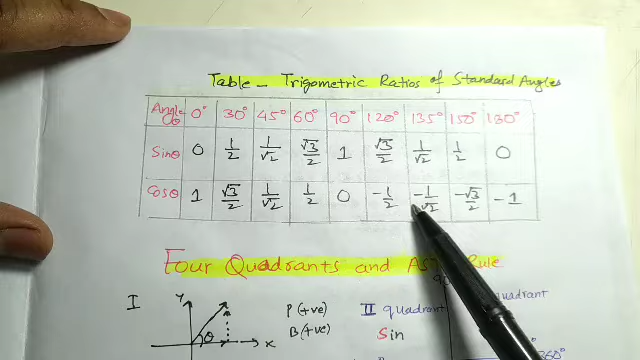 Table - Trigometric Ratios of Standard Angles
Angle θ 0° 30° 45° 60° 90° 120° 135° 150° 180°
Sinθ 0 1/2 1/√2 √3/2 1 √3/2 1/√2 1/2 0
Cosθ 1 √3/2 1/√2 1/2 0 -1/2 -1/√2 -√3/2 -1
Four Quadrants and Rule
I Y P (+ve) II quadrant quadrant
θ X B (+ve) Sin 360°